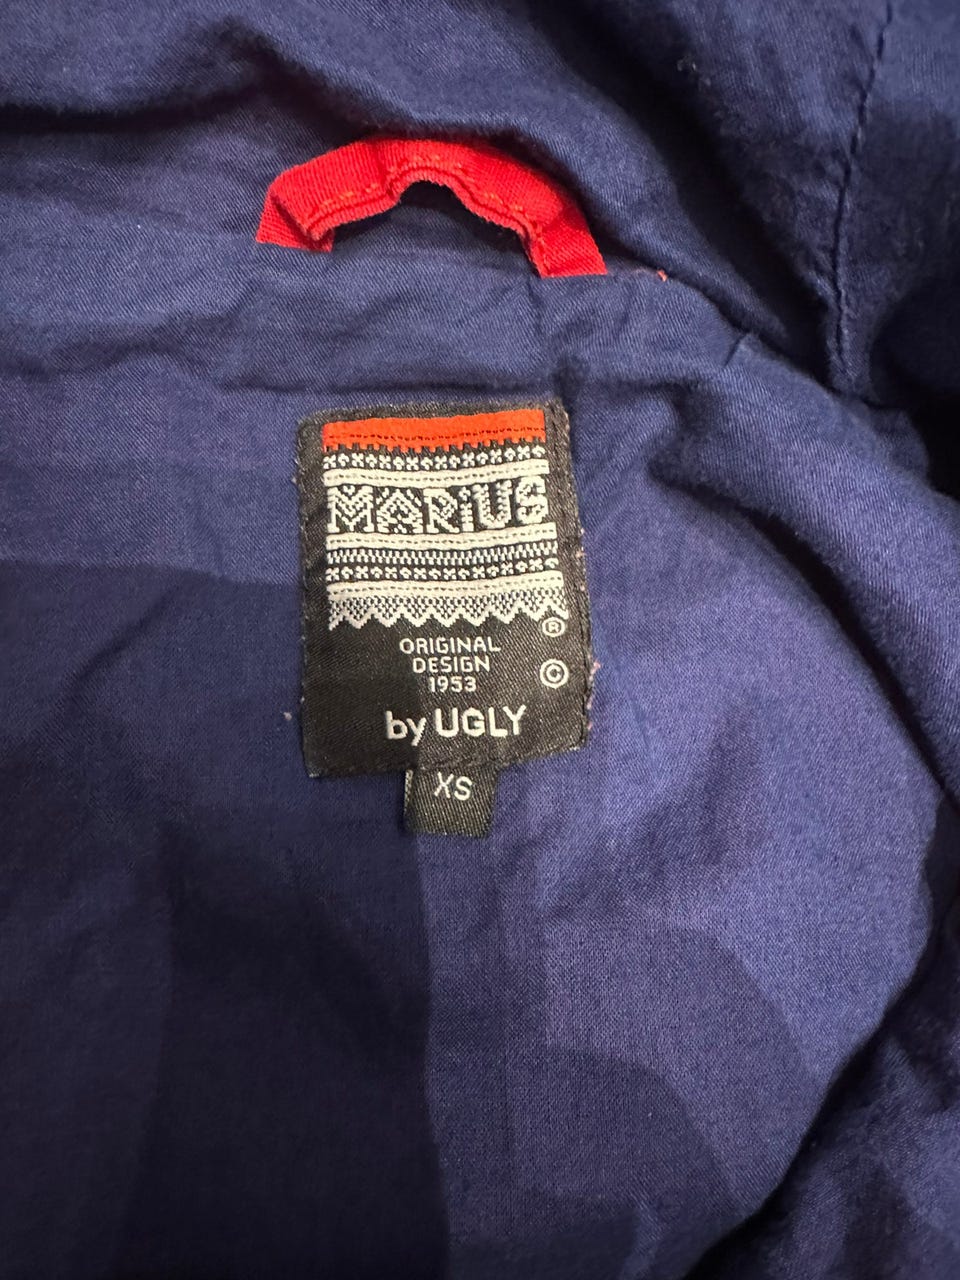 MARiUS
®
ORIGINAL
DESIGN
1953
©
by UGLY
XS